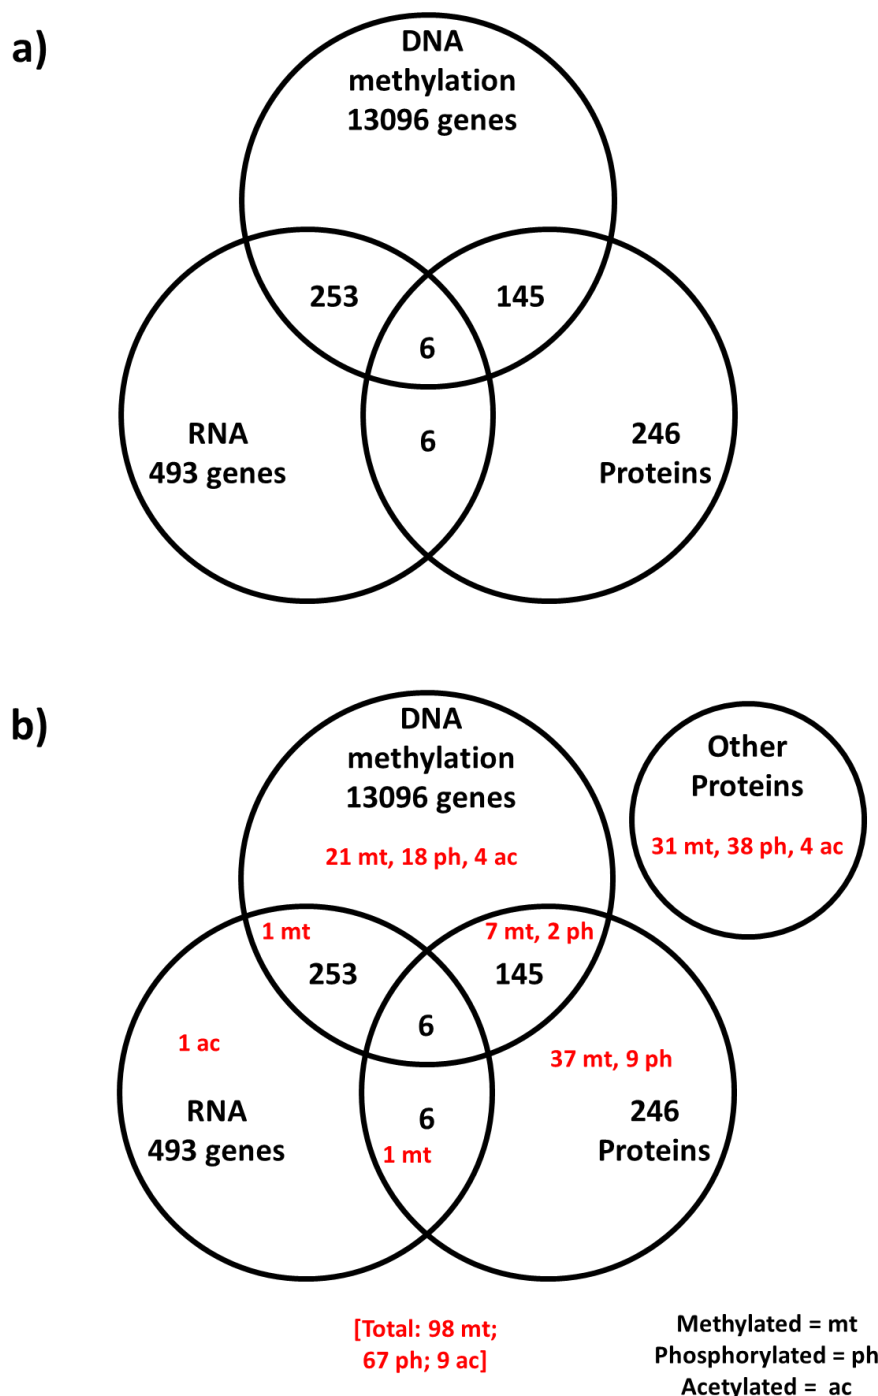 a)
DNA
methylation
13096 genes
253
145
6
RNA
493 genes
6
246
Proteins
b)
DNA
methylation
13096 genes
21 mt, 18 ph, 4 ac
Other
Proteins
31 mt, 38 ph, 4 ac
1 mt
7 mt, 2 ph
253
145
6
1 ac
37 mt, 9 ph
RNA
493 genes
6
1 mt
246
Proteins
[Total: 98 mt;
67 ph; 9 ac]
Methylated = mt
Phosphorylated = ph
Acetylated =  ac